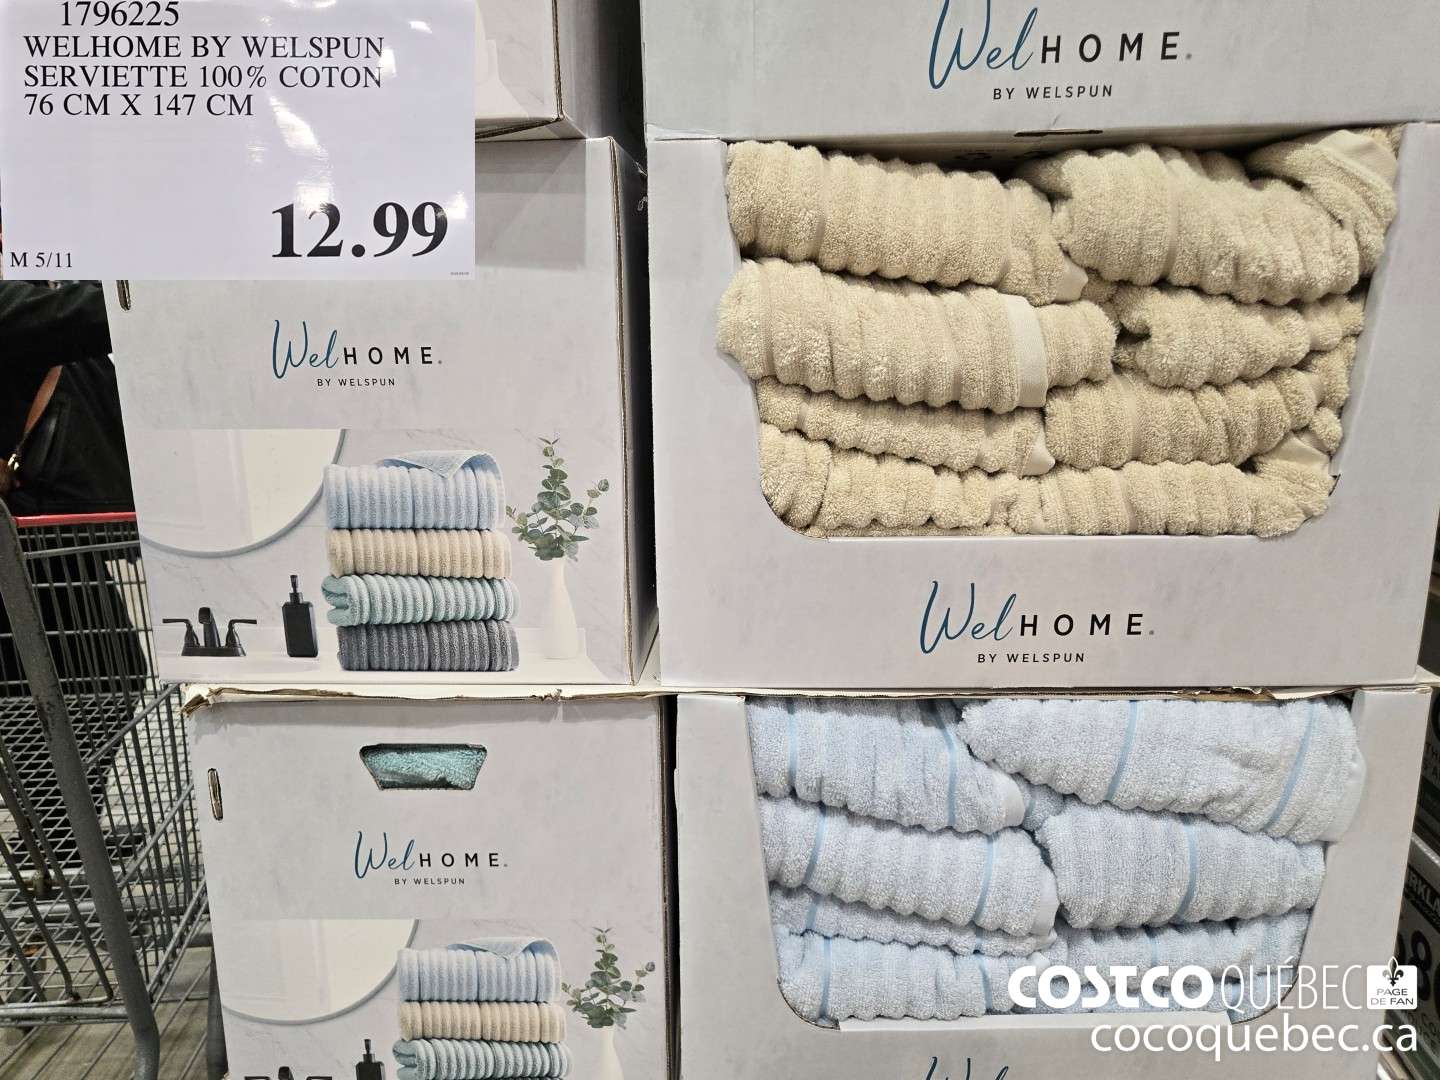 1796225
WELHOME BY WELSPUN
SERVIETTE 100% COTON
76 CM X 147 CM
12.99
M 5/11
WelHOME®
BY WELSPUN
WelHOME®
BY WELSPUN
WelHOME®
BY WELSPUN
WelHOME®
BY WELSPUN
WelHOME
COSTCO QUÉBEC PAGE DE FAN
cocoquebec.ca